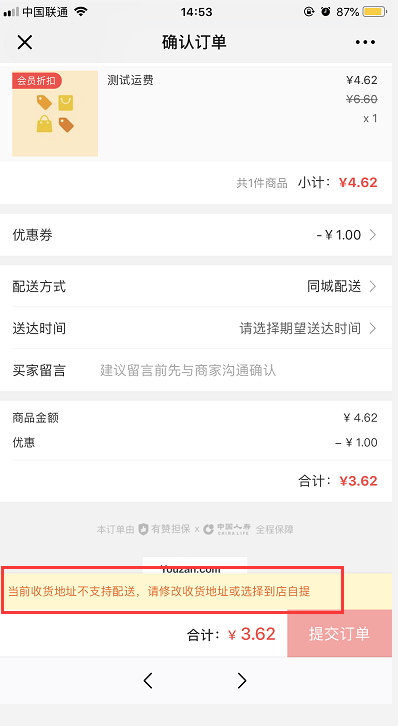 中国联通 14:53 87%
确认订单
会员折扣 测试运费 ¥4.62
¥6.60
x 1
共1件商品 小计：¥4.62
优惠券 -¥1.00
配送方式 同城配送
送达时间 请选择期望送达时间
买家留言 建议留言前先与商家沟通确认
商品金额 ¥ 4.62
优惠 - ¥ 1.00
合计：¥3.62
本订单由 有赞担保 x 中国人寿 CHINA LIFE 全程保障
Youzan.com
当前收货地址不支持配送，请修改收货地址或选择到店自提
合计：¥ 3.62 提交订单